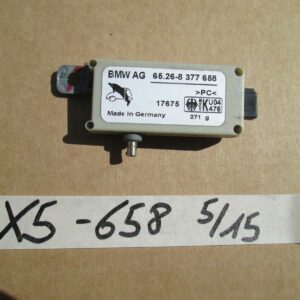 BMW AG 65.26-8 377 658
>PC<
17675 K U04 476
Made in Germany 271 g
X5 -658 5/15